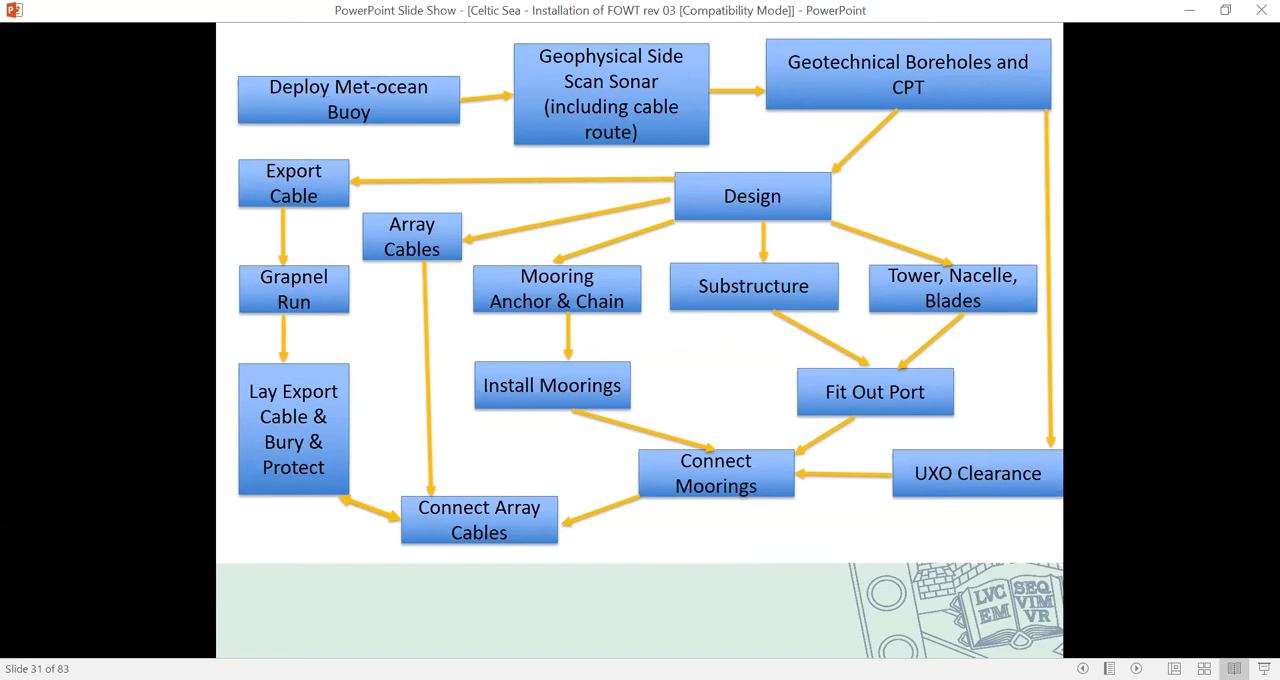 PowerPoint Slide Show - [Celtic Sea - Installation of FOWT rev 03 [Compatibility Mode]] - PowerPoint
Deploy Met-ocean
Buoy
Geophysical Side
Scan Sonar
(including cable
route)
Geotechnical Boreholes and
CPT
Export
Cable
Design
Array
Cables
Grapnel
Run
Mooring
Anchor & Chain
Substructure
Tower, Nacelle,
Blades
Lay Export
Cable &
Bury &
Protect
Install Moorings
Fit Out Port
Connect
Moorings
UXO Clearance
Connect Array
Cables
LVC
EM
SEQ
VIM
VR
Slide 31 of 83